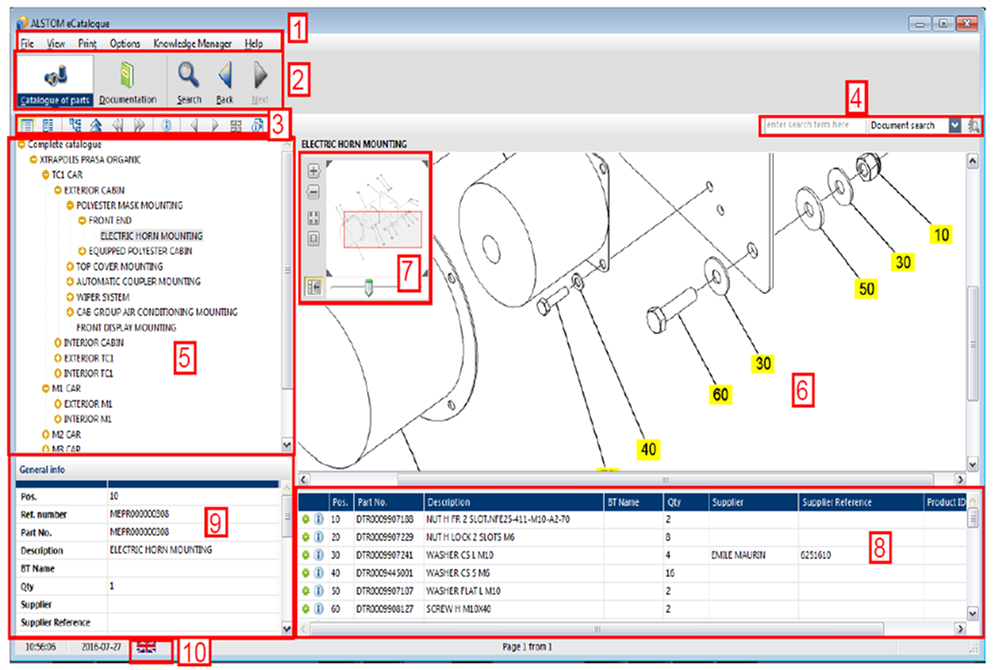 ALSTOM eCatalogue
File View Print Options Knowledge Manager Help 1
Catalogue of parts Documentation Search Back Next 2
3
4
enter search term here Document search
Complete catalogue
XTRAPOLIS PRASA ORGANIC
TC1 CAR
EXTERIOR CABIN
POLYESTER MASK MOUNTING
FRONT END
ELECTRIC HORN MOUNTING
EQUIPPED POLYESTER CABIN
TOP COVER MOUNTING
AUTOMATIC COUPLER MOUNTING
WIPER SYSTEM
CAB GROUP AIR CONDITIONING MOUNTING
FRONT DISPLAY MOUNTING
INTERIOR CABIN
EXTERIOR TC1
INTERIOR TC1
M1 CAR
EXTERIOR M1
INTERIOR M1
M2 CAR
M3 CAR
5
ELECTRIC HORN MOUNTING
7
10
30
50
30
60
40
6
General info
Pos. 10
Ref. number MEPR000000308
Part No. MEPR000000308
Description ELECTRIC HORN MOUNTING
BT Name
Qty 1
Supplier
Supplier Reference
9
Pos. Part No. Description BT Name Qty Supplier Supplier Reference Product ID
10 DTR0009907188 NUT H FR 2 SLOT.NFE25-411-M10-A2-70 2
20 DTR0009907229 NUT H LOCK 2 SLOTS M6 8
30 DTR0009907241 WASHER CS L M10 4 EMILE MAURIN 6251610
40 DTR0009445001 WASHER CS S M6 16
50 DTR0009907107 WASHER FLAT L M10 2
60 DTR0009908127 SCREW H M10X40 2
8
10:56:06 2016-07-27 10 Page 1 from 1